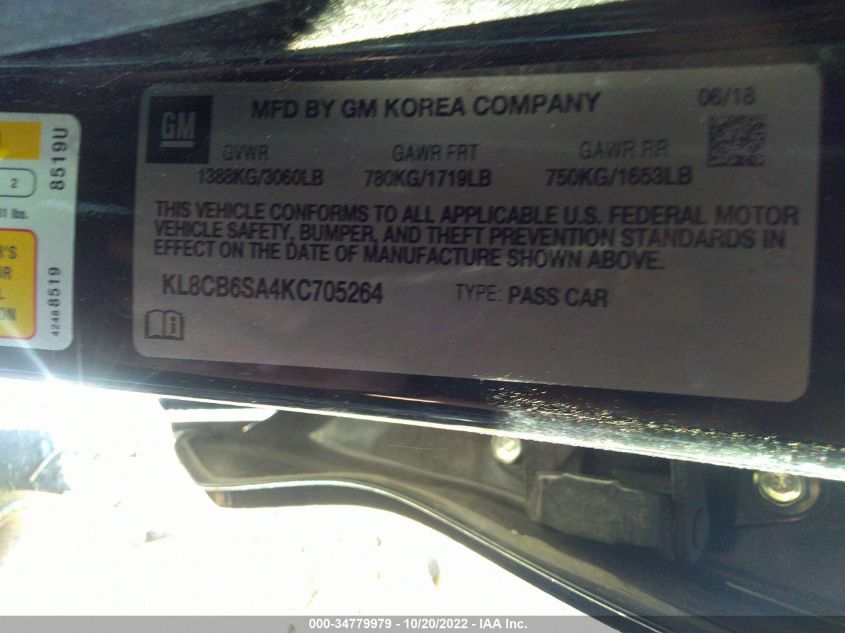 GM
MFD BY GM KOREA COMPANY
06/18
GVWR
GAWR FRT
GAWR RR
1388KG/3060LB
780KG/1719LB
750KG/1653LB
THIS VEHICLE CONFORMS TO ALL APPLICABLE U.S. FEDERAL MOTOR
VEHICLE SAFETY, BUMPER, AND THEFT PREVENTION STANDARDS IN
EFFECT ON THE DATE OF MANUFACTURE SHOWN ABOVE.
KL8CB6SA4KC705264
TYPE: PASS CAR
8519U
2
lbs.
42488519
000-34779979 | 10/20/2022 - IAA Inc.